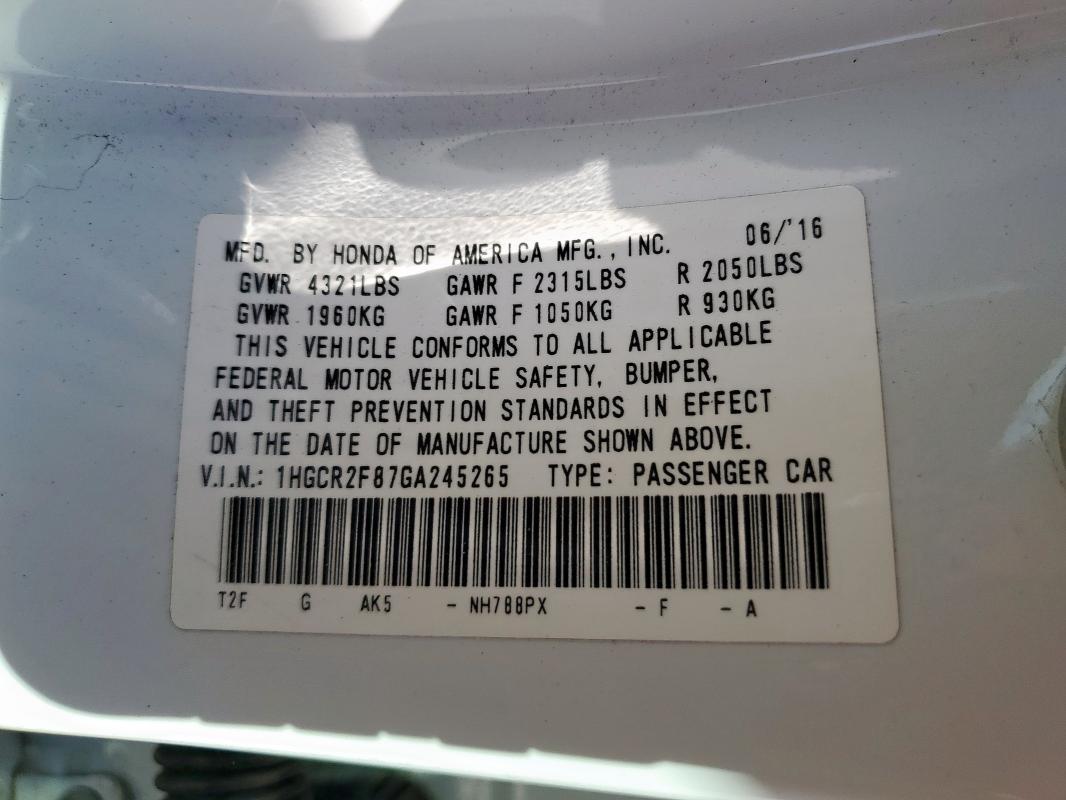 MFD. BY HONDA OF AMERICA MFG., INC. 06/'16
GVWR 4321LBS GAWR F 2315LBS R 2050LBS
GVWR 1960KG GAWR F 1050KG R 930KG
THIS VEHICLE CONFORMS TO ALL APPLICABLE
FEDERAL MOTOR VEHICLE SAFETY, BUMPER,
AND THEFT PREVENTION STANDARDS IN EFFECT
ON THE DATE OF MANUFACTURE SHOWN ABOVE.
V.I.N.: 1HGCR2F87GA245265 TYPE: PASSENGER CAR
T2F G AK5 - NH788PX - F - A